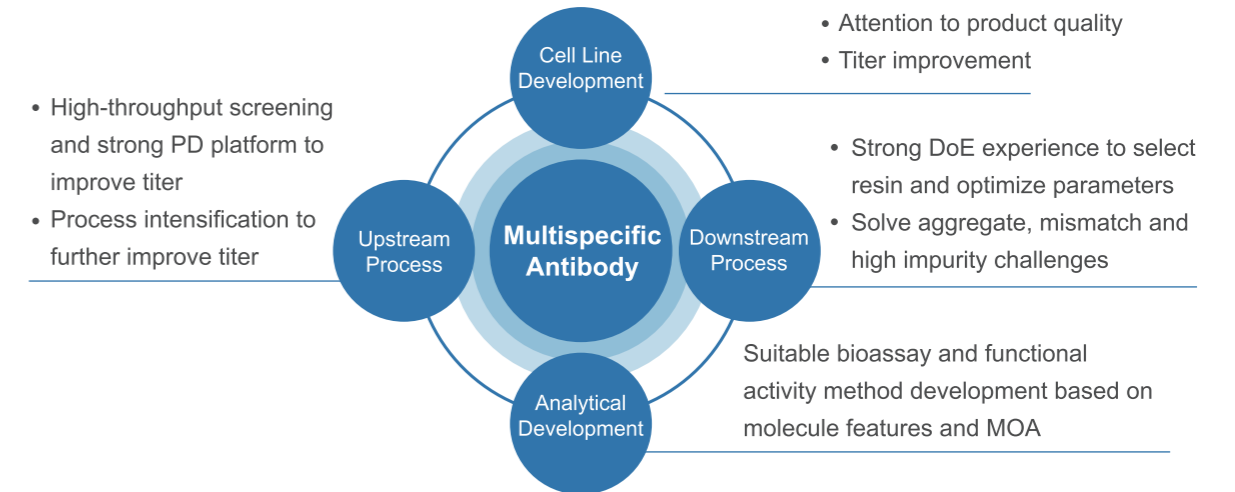 Cell Line
Development
• Attention to product quality
• Titer improvement
• High-throughput screening
and strong PD platform to
improve titer
• Process intensification to
further improve titer
Upstream
Process
Multispecific
Antibody
Downstream
Process
• Strong DoE experience to select
resin and optimize parameters
• Solve aggregate, mismatch and
high impurity challenges
Analytical
Development
Suitable bioassay and functional
activity method development based on
molecule features and MOA